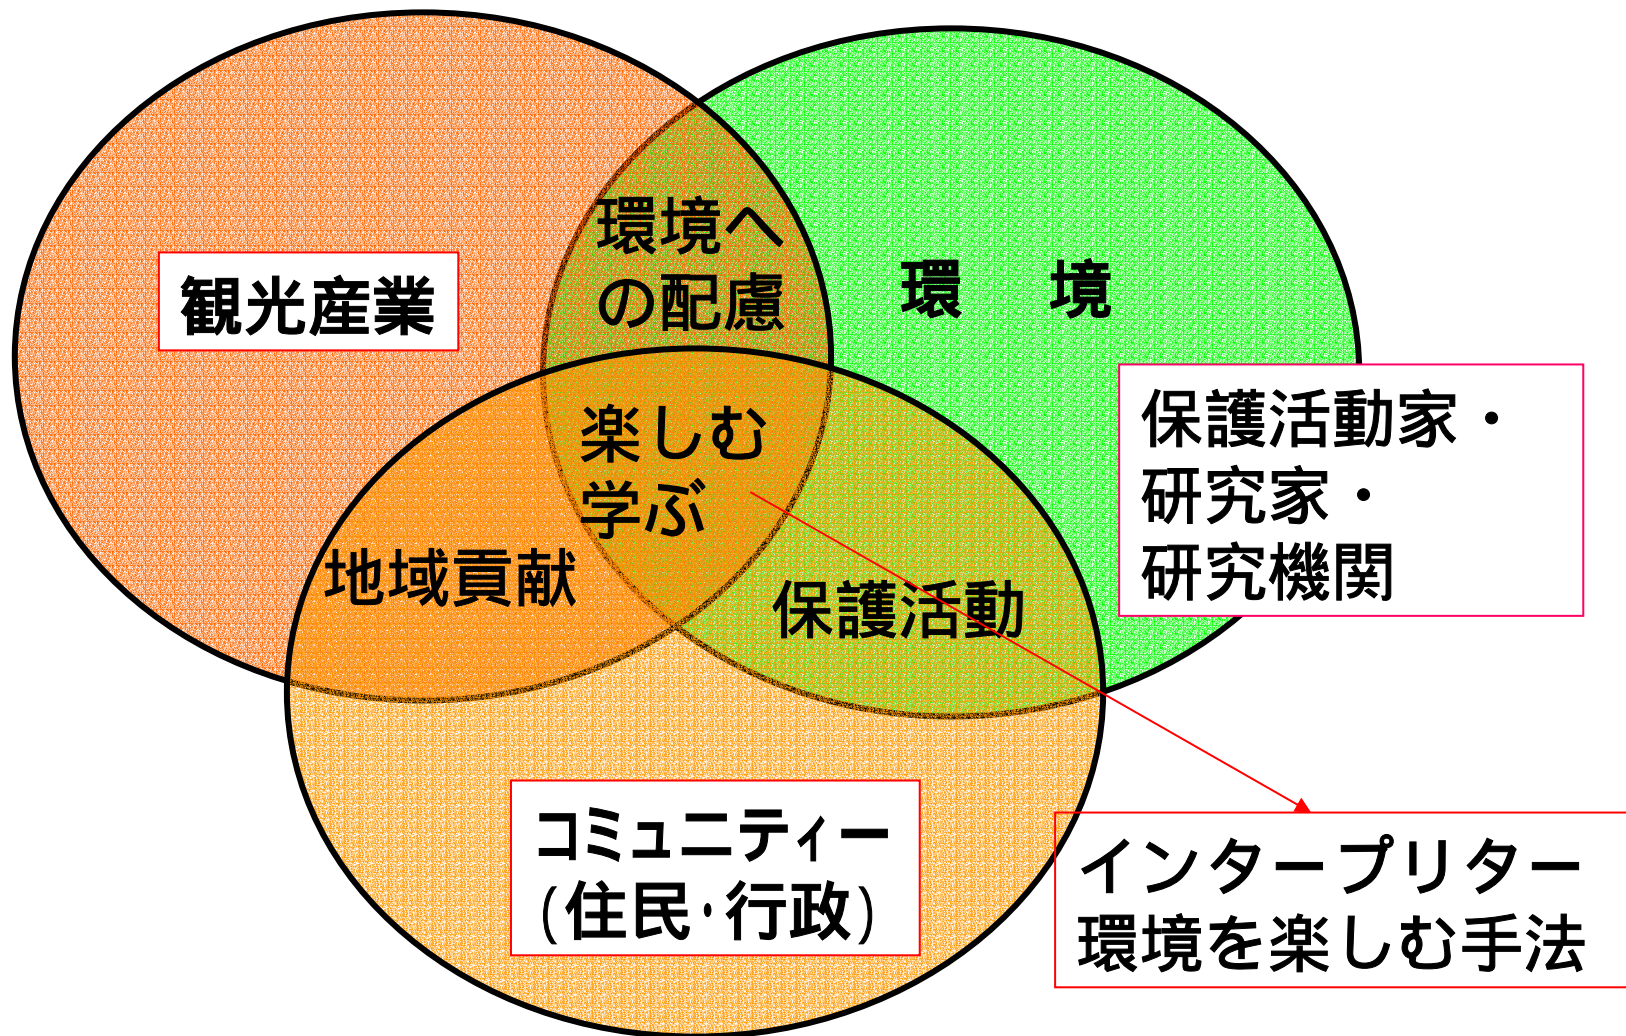 観光産業
環境へ
の配慮
環　境
楽しむ
学ぶ
地域貢献
保護活動
保護活動家・
研究家・
研究機関
コミュニティー
(住民・行政)
インタープリター
環境を楽しむ手法